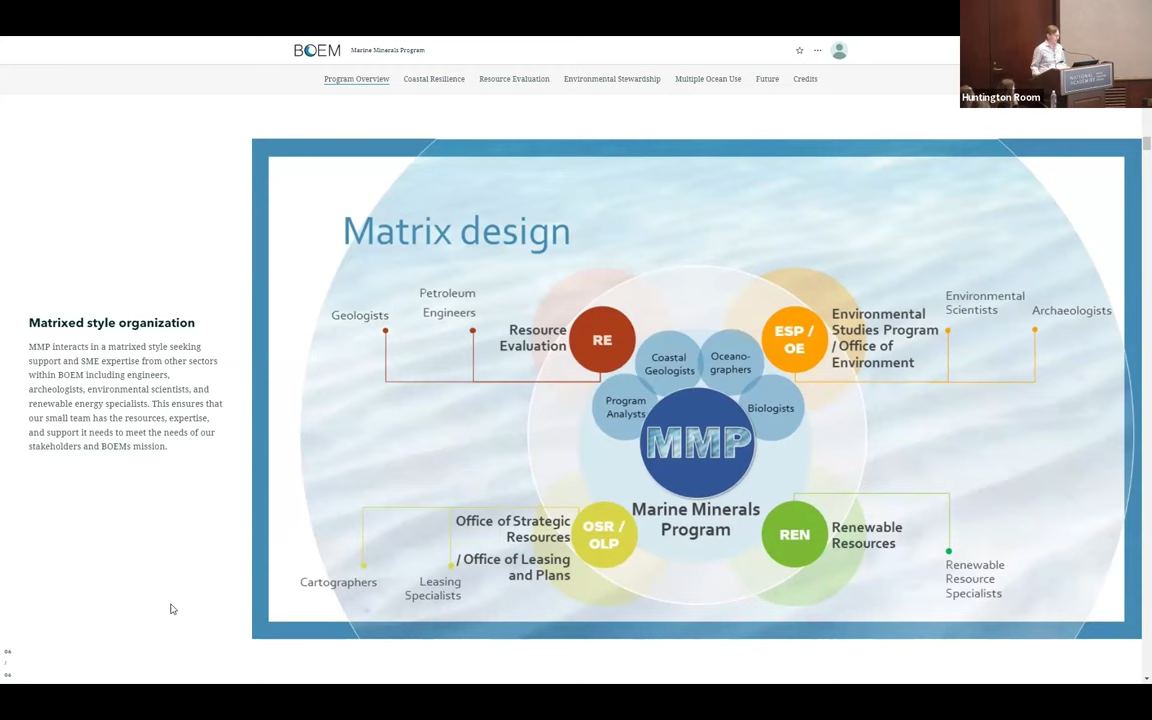 BOEM
Marine Minerals Program
Program Overview
Coastal Resilience
Resource Evaluation
Environmental Stewardship
Multiple Ocean Use
Future
Credits
NATIONAL
Huntington Room
Matrix design
Geologists
Petroleum
Engineers
Resource
Evaluation
RE
ESP /
OE
Environmental
Studies Program
/ Office of
Environment
Environmental
Scientists
Archaeologists
Coastal
Geologists
Oceano-
graphers
Program
Analysts
Biologists
MMP
Marine Minerals
Program
Office of Strategic
Resources
/ Office of Leasing
and Plans
OSR /
OLP
REN
Renewable
Resources
Cartographers
Leasing
Specialists
Renewable
Resource
Specialists
Matrixed style organization
MMP interacts in a matrixed style seeking
support and SME expertise from other sectors
within BOEM including engineers,
archeologists, environmental scientists, and
renewable energy specialists. This ensures that
our small team has the resources, expertise,
and support it needs to meet the needs of our
stakeholders and BOEMs mission.
06
/
06